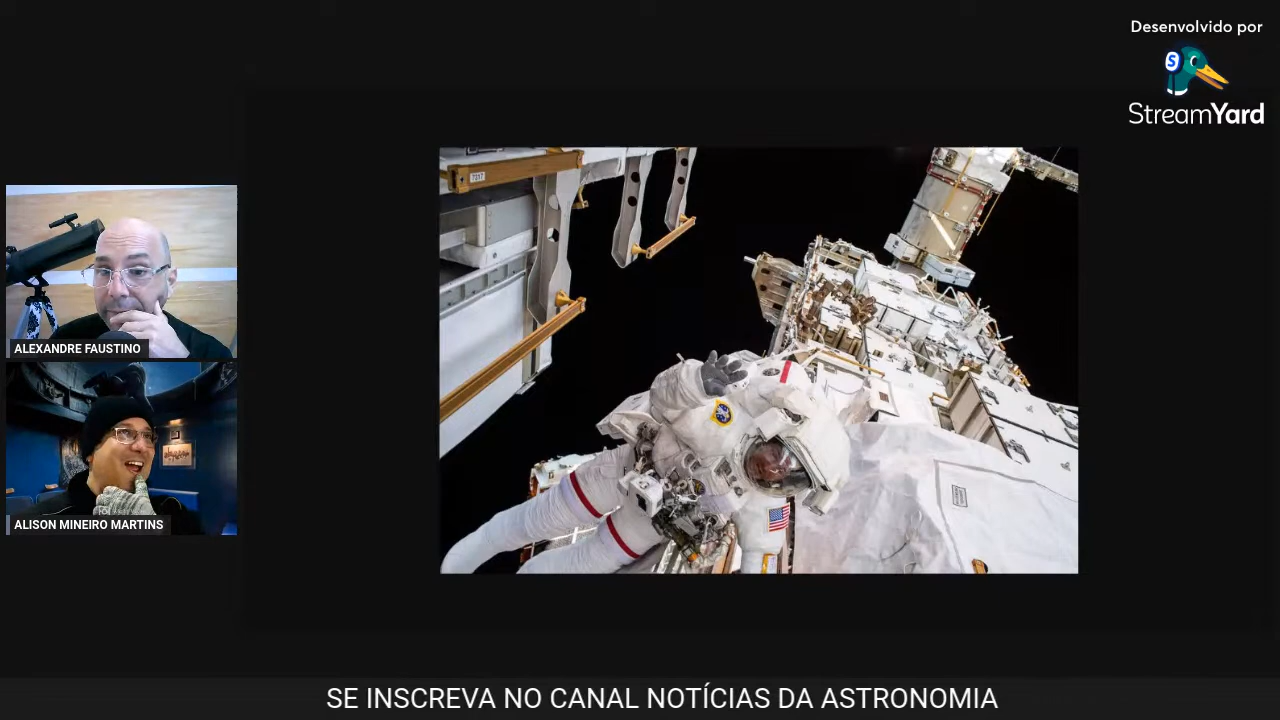 Desenvolvido por
StreamYard
ALEXANDRE FAUSTINO
ALISON MINEIRO MARTINS
SE INSCREVA NO CANAL NOTÍCIAS DA ASTRONOMIA